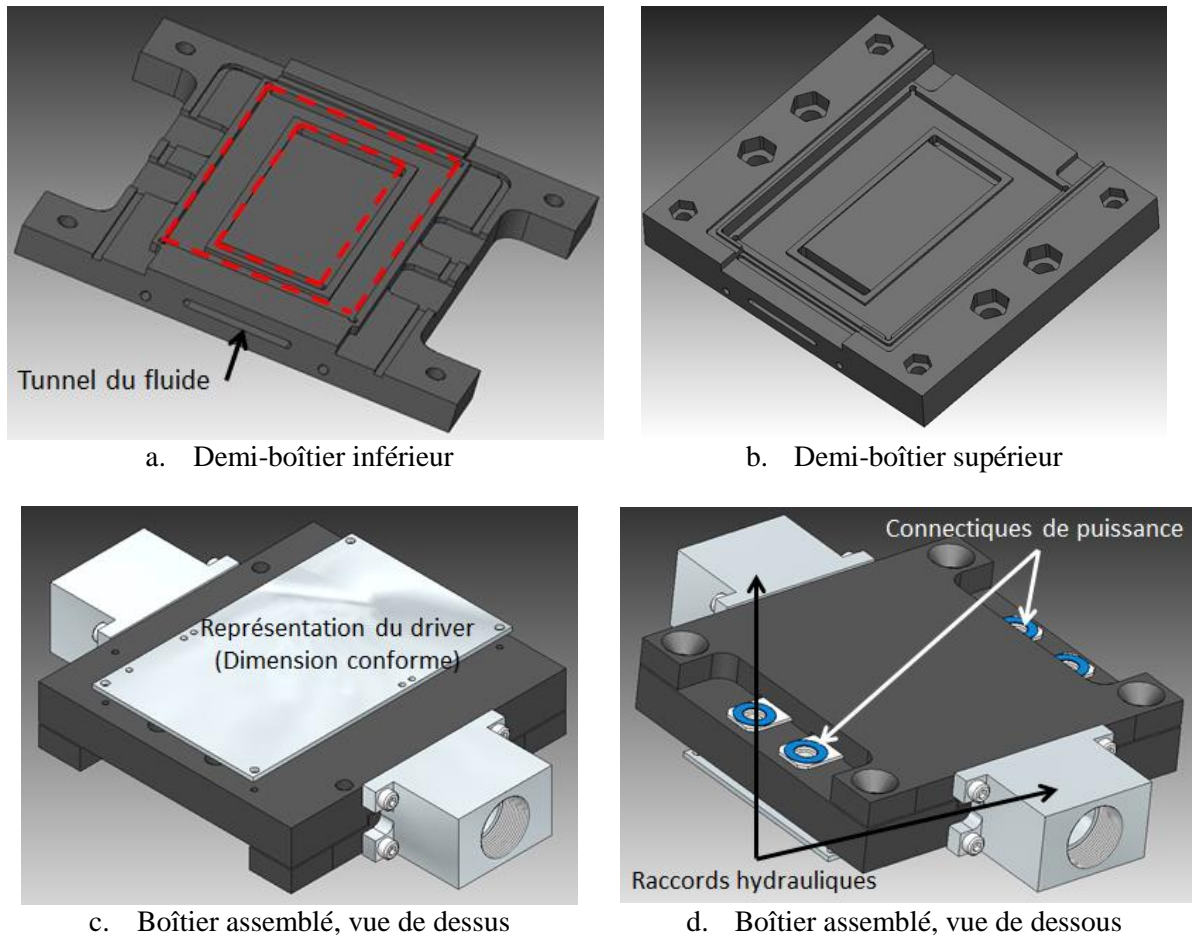 Tunnel du fluide
a. Demi-boîtier inférieur
b. Demi-boîtier supérieur
Représentation du driver
(Dimension conforme)
c. Boîtier assemblé, vue de dessus
Connectiques de puissance
Raccords hydrauliques
d. Boîtier assemblé, vue de dessous